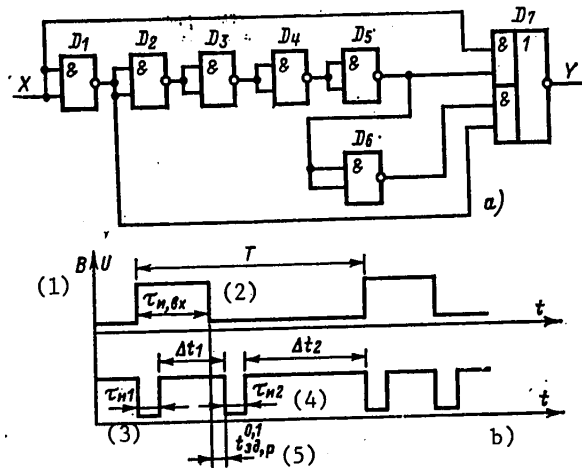 D1 D2 D3 D4 D5 D7
& & & & & & 1
X Y
&
D6
&
a)
T
(1) B U (2)
τи,вх
t
Δt1 Δt2
τи1 τи2
(3) (4) t
t0,1зд,р (5) b)